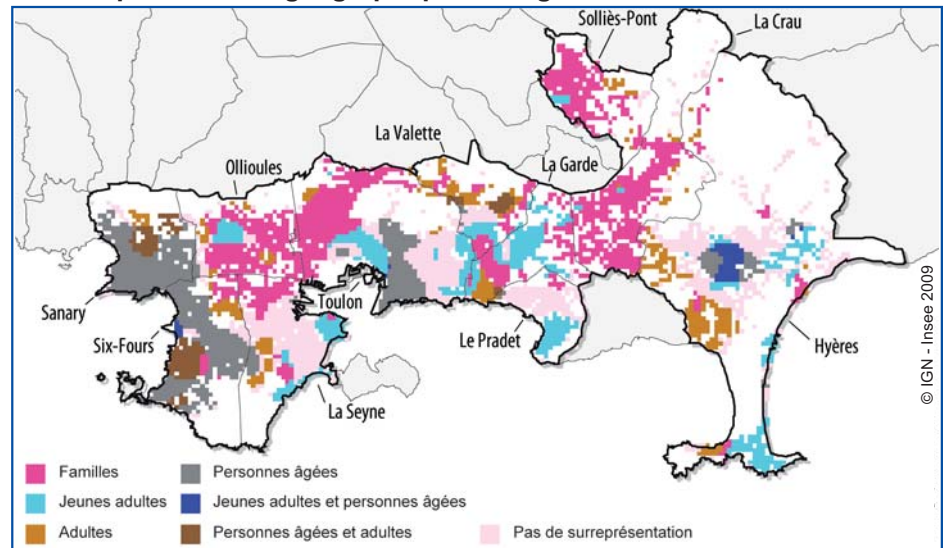 Solliès-Pont
La Crau
La Valette
La Garde
Ollioules
Toulon
Sanary
Le Pradet
Six-Fours
Hyères
La Seyne
© IGN - Insee 2009
Familles
Personnes âgées
Jeunes adultes
Jeunes adultes et personnes âgées
Adultes
Personnes âgées et adultes
Pas de surreprésentation